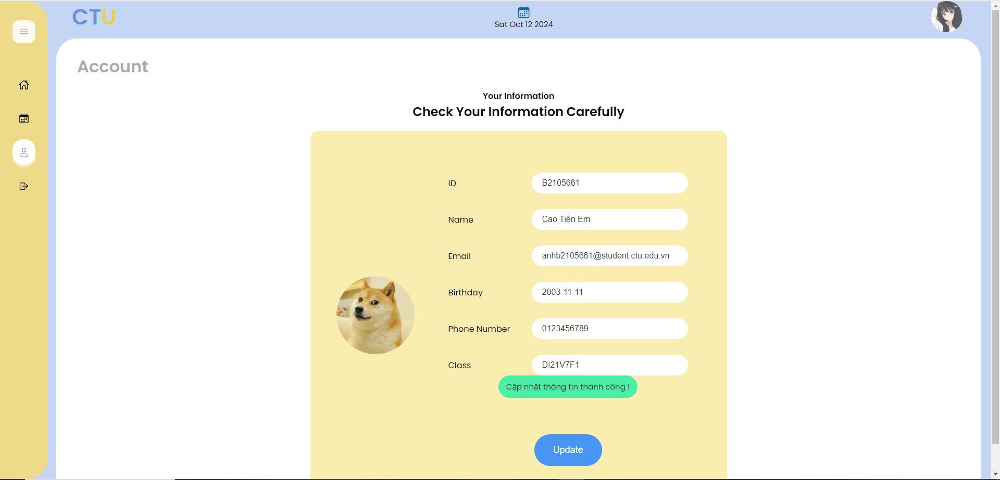 CTU
Sat Oct 12 2024
Account
Your Information
Check Your Information Carefully
ID
B2105661
Name
Cao Tiên Em
Email
anhb2105661@student.ctu.edu.vn
Birthday
2003-11-11
Phone Number
0123456789
Class
DI21V7F1
Cập nhật thông tin thành công !
Update